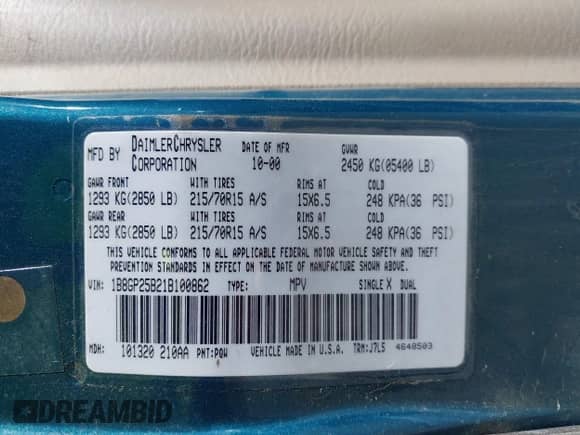 MFD BY DAIMLERCHRYSLER CORPORATION DATE OF MFR 10-00 GVWR 2450 KG(05400 LB)
GAWR FRONT WITH TIRES RIMS AT COLD
1293 KG(2850 LB) 215/70R15 A/S 15X6.5 248 KPA(36 PSI)
GAWR REAR WITH TIRES RIMS AT COLD
1293 KG(2850 LB) 215/70R15 A/S 15X6.5 248 KPA(36 PSI)
THIS VEHICLE CONFORMS TO ALL APPLICABLE FEDERAL MOTOR VEHICLE SAFETY AND THEFT
PREVENTION STANDARDS IN EFFECT ON THE DATE OF MANUFACTURE SHOWN ABOVE.
VIN: 1B8GP25B21B100862 TYPE: MPV SINGLE X DUAL
MDH: 101320 210AA PNT:PQW VEHICLE MADE IN U.S.A. TRM:J7L5 4648503
DREAMBID